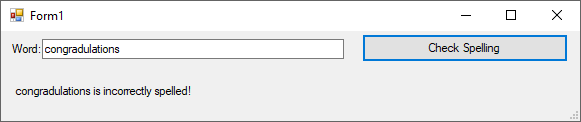 Form1
Word: congradulations Check Spelling
congradulations is incorrectly spelled!